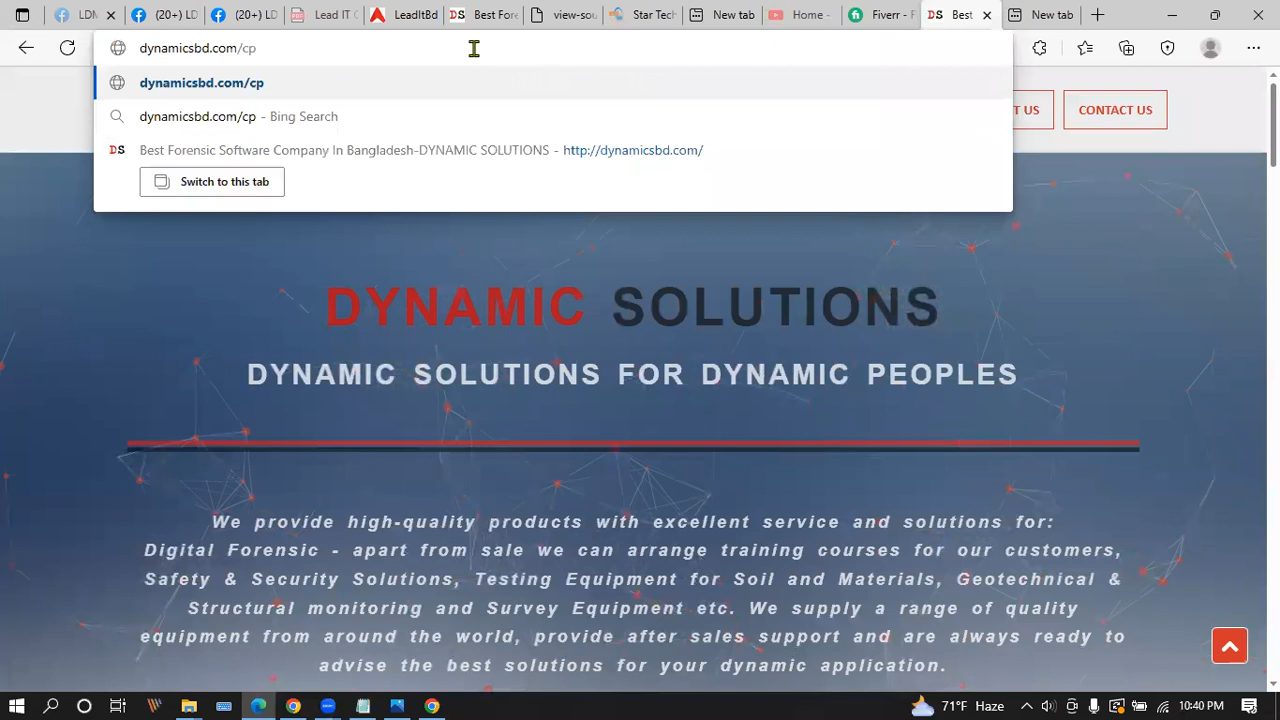 LDN
(20+) LD
(20+) LD
Lead IT C
LeadItBd
DS Best Fore
view-sou
Star Tech
New tab
Home -
Fiverr - F
DS Best
New tab
dynamicsbd.com/cp
dynamicsbd.com/cp
dynamicsbd.com/cp - Bing Search
DS Best Forensic Software Company In Bangladesh-DYNAMIC SOLUTIONS - http://dynamicsbd.com/
Switch to this tab
T US
CONTACT US
DYNAMIC SOLUTIONS
DYNAMIC SOLUTIONS FOR DYNAMIC PEOPLES
We provide high-quality products with excellent service and solutions for:
Digital Forensic - apart from sale we can arrange training courses for our customers,
Safety & Security Solutions, Testing Equipment for Soil and Materials, Geotechnical &
Structural monitoring and Survey Equipment etc. We supply a range of quality
equipment from around the world, provide after sales support and are always ready to
advise the best solutions for your dynamic application.
71°F Haze
10:40 PM